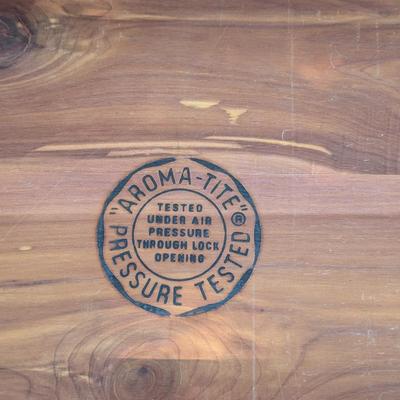 "AROMA-TITE"®
TESTED
UNDER AIR
PRESSURE
THROUGH LOCK
OPENING
PRESSURE TESTED